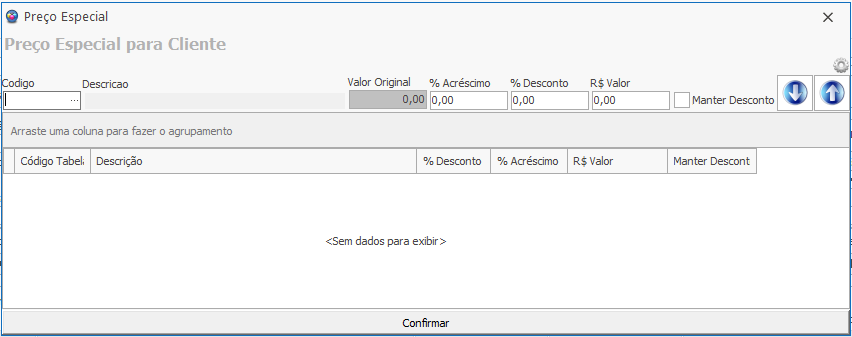 Preço Especial
Preço Especial para Cliente
Codigo Descricao Valor Original % Acréscimo % Desconto R$ Valor
... 0,00 0,00 0,00 0,00 Manter Desconto
Arraste uma coluna para fazer o agrupamento
Código Tabela Descrição % Desconto % Acréscimo R$ Valor Manter Descont
<Sem dados para exibir>
Confirmar